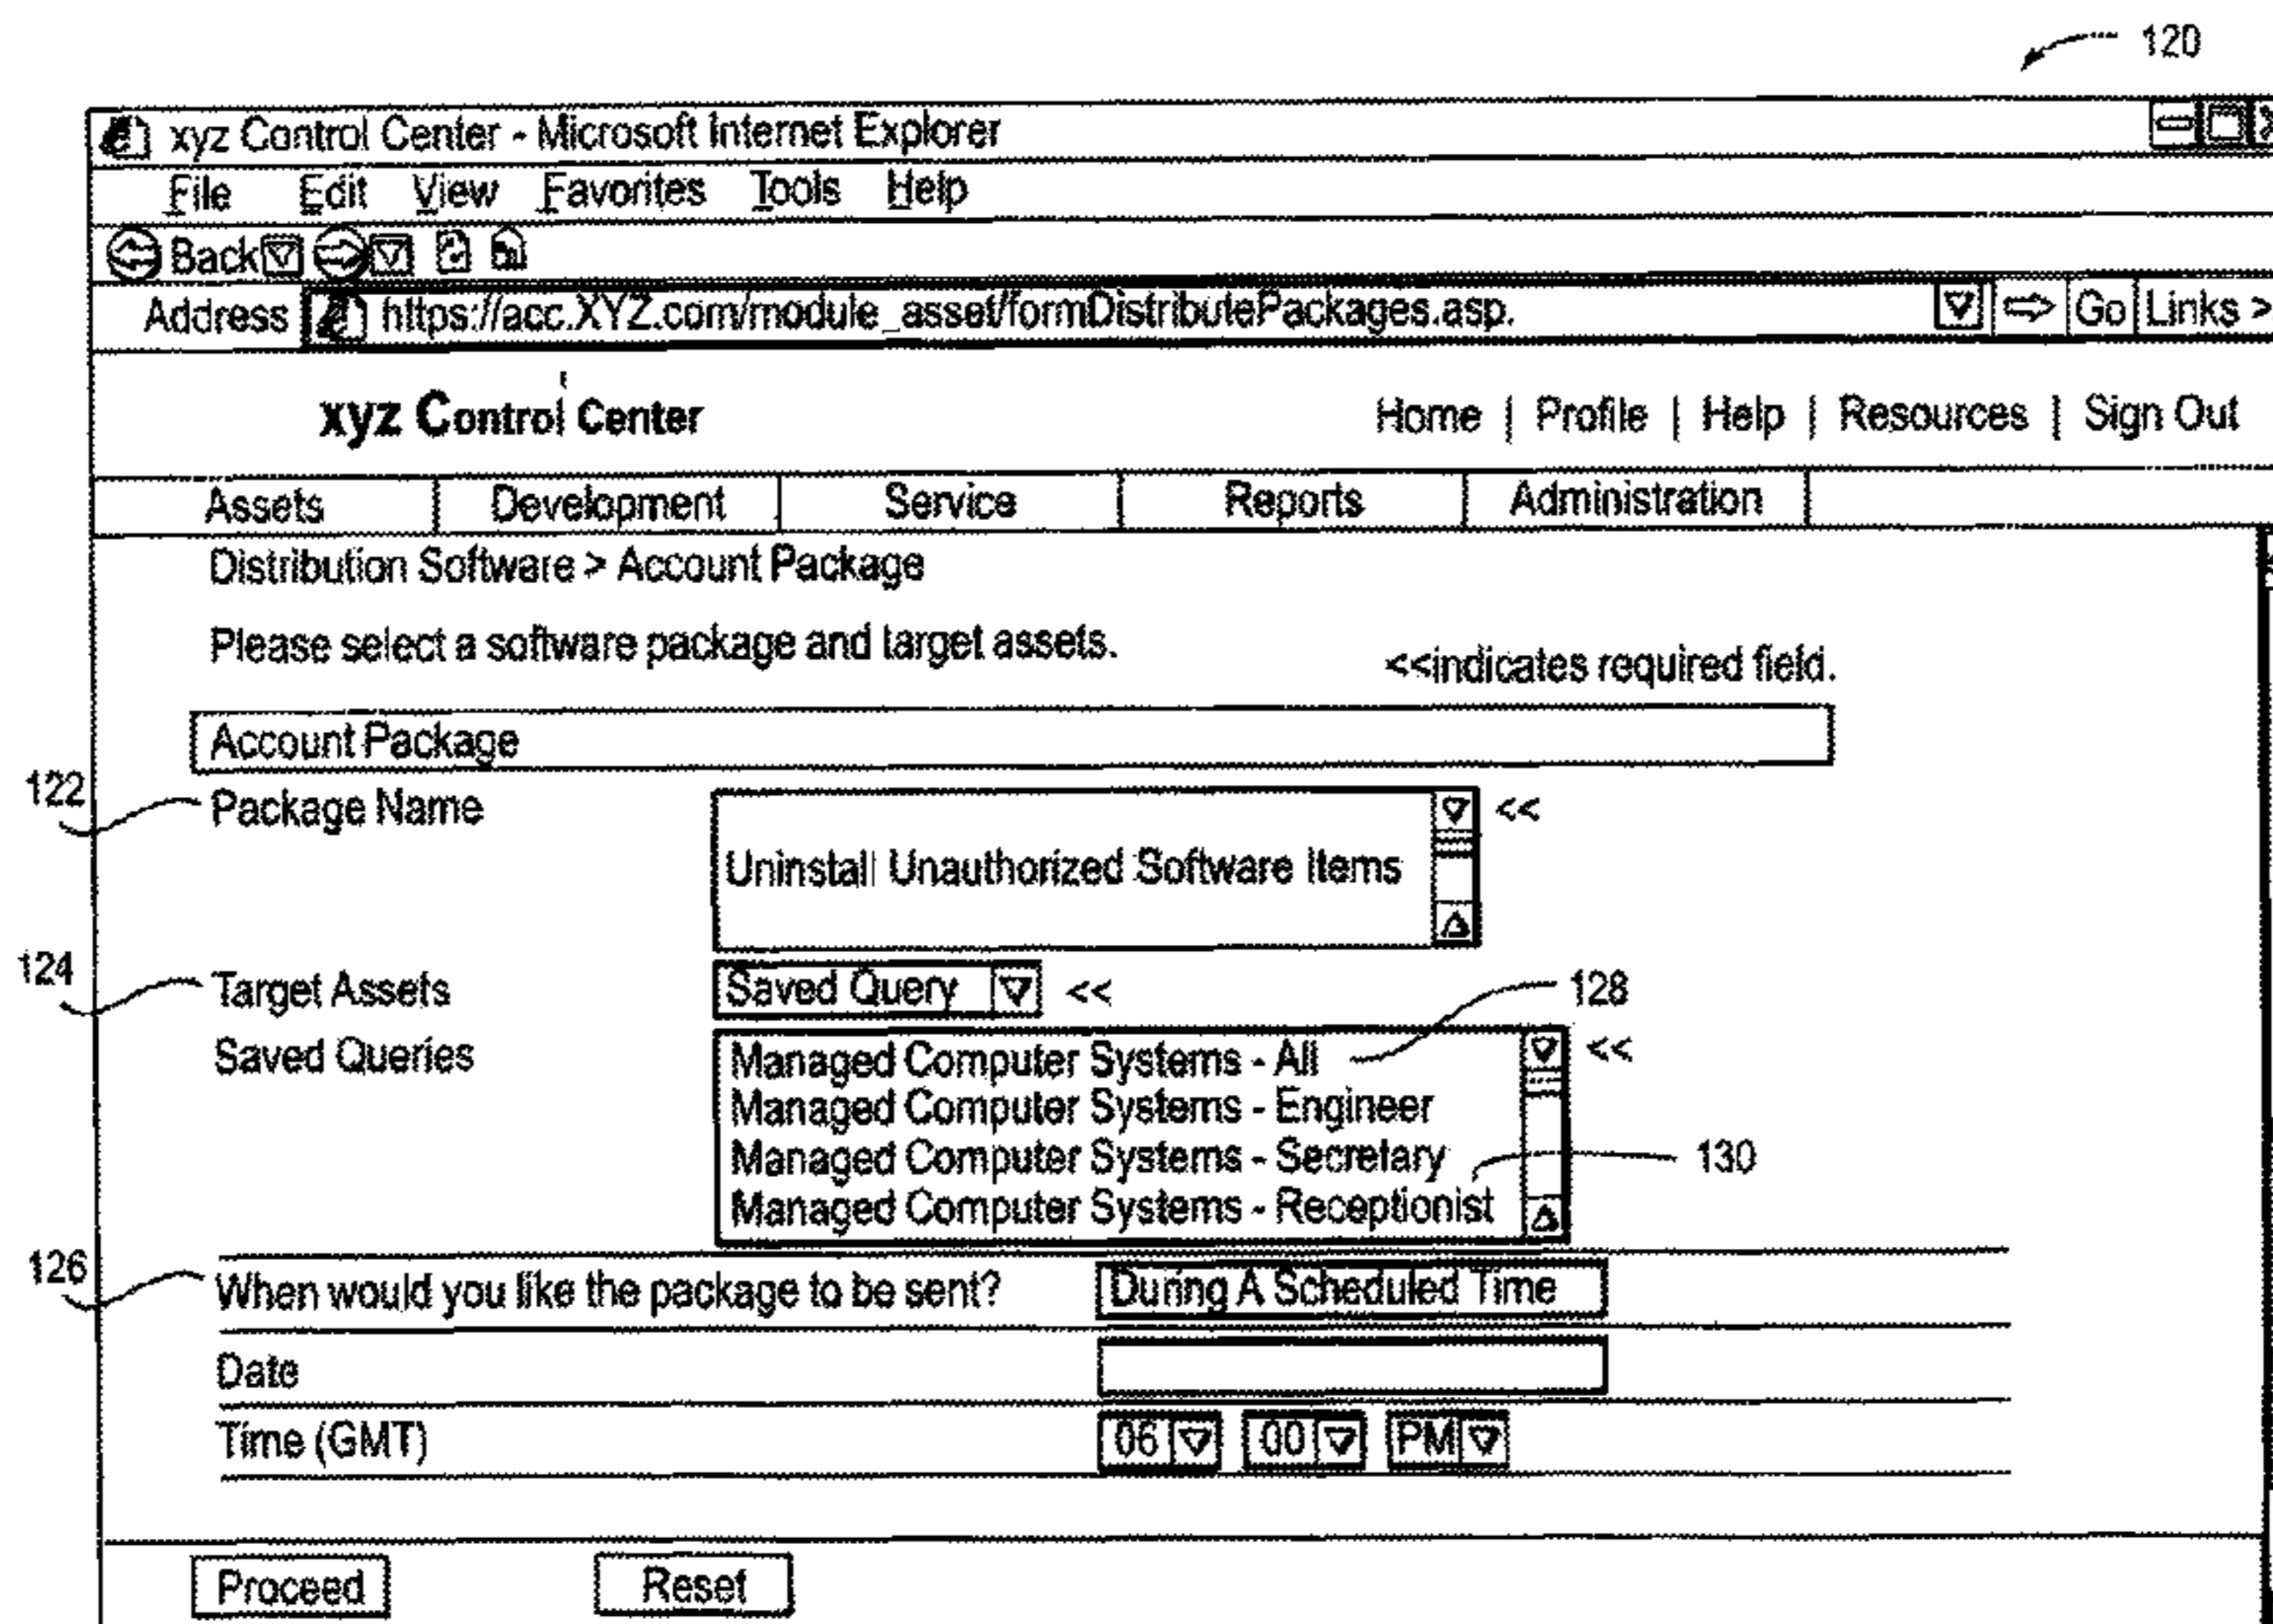 120
xyz Control Center - Microsoft Internet Explorer
File Edit View Favorites Tools Help
Back
Address https://acc.XYZ.com/module_asset/formDistributePackages.asp. Go Links >
xyz Control Center Home | Profile | Help | Resources | Sign Out
Assets Development Service Reports Administration
Distribution Software > Account Package
Please select a software package and target assets.
<<indicates required field.
Account Package
122 Package Name <<
Uninstall Unauthorized Software Items
124 Target Assets Saved Query << 128
Saved Queries Managed Computer Systems - All <<
Managed Computer Systems - Engineer
Managed Computer Systems - Secretary 130
Managed Computer Systems - Receptionist
126 When would you like the package to be sent? During A Scheduled Time
Date
Time (GMT) 06 00 PM
Proceed Reset